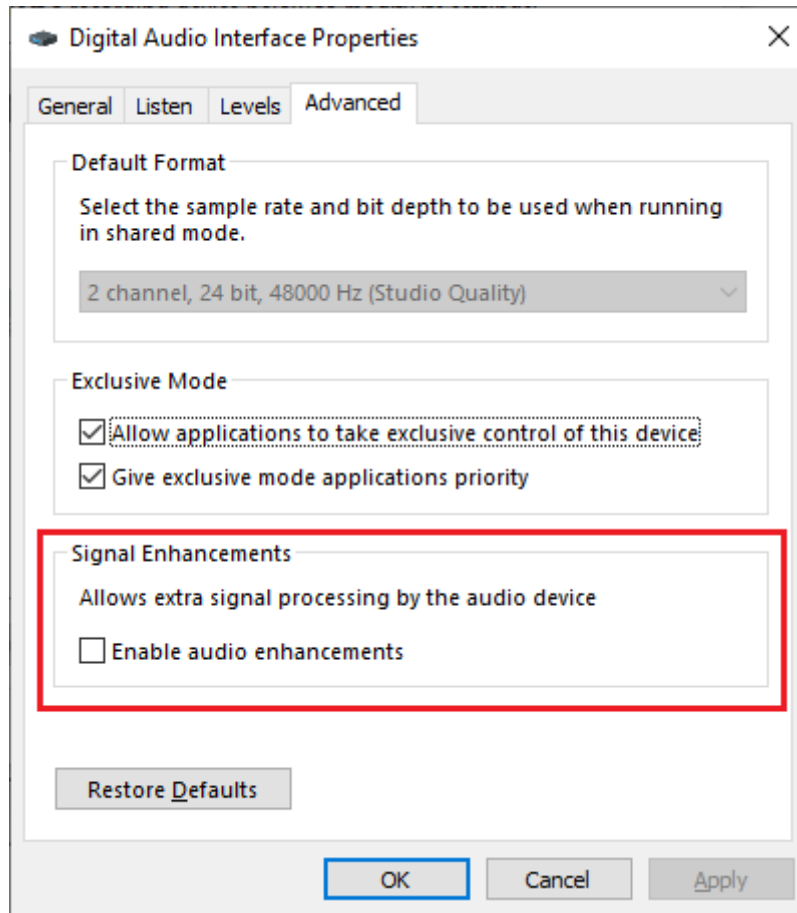 Digital Audio Interface Properties
General Listen Levels Advanced
Default Format
Select the sample rate and bit depth to be used when running
in shared mode.
2 channel, 24 bit, 48000 Hz (Studio Quality)
Exclusive Mode
Allow applications to take exclusive control of this device
Give exclusive mode applications priority
Signal Enhancements
Allows extra signal processing by the audio device
Enable audio enhancements
Restore Defaults
OK Cancel Apply